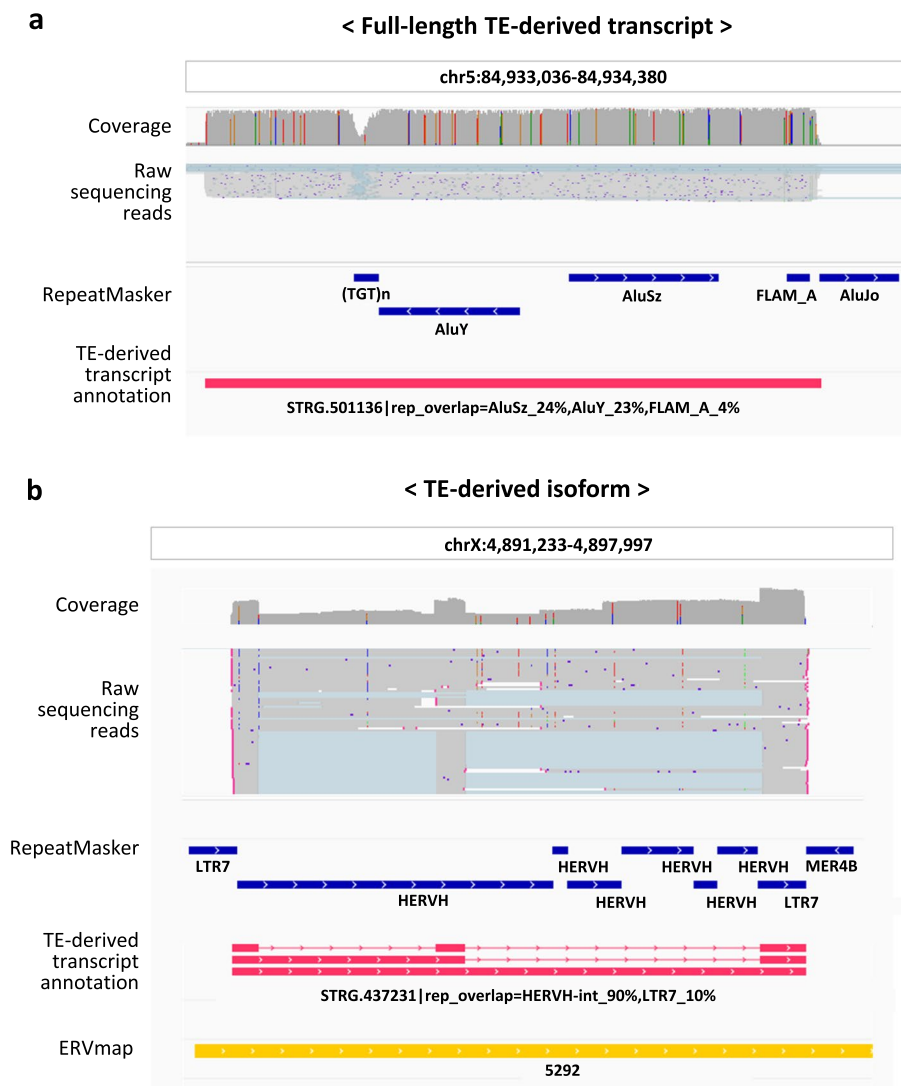 a
< Full-length TE-derived transcript >
chr5:84,933,036-84,934,380
Coverage
Raw
sequencing
reads
RepeatMasker
(TGT)n
AluSz
FLAM_A
AluJo
AluY
TE-derived
transcript
annotation
STRG.501136|rep_overlap=AluSz_24%,AluY_23%,FLAM_A_4%
b
< TE-derived isoform >
chrX:4,891,233-4,897,997
Coverage
Raw
sequencing
reads
RepeatMasker
LTR7
HERVH
HERVH
HERVH
MER4B
HERVH
HERVH
HERVH
LTR7
TE-derived
transcript
annotation
STRG.437231|rep_overlap=HERVH-int_90%,LTR7_10%
ERVmap
5292